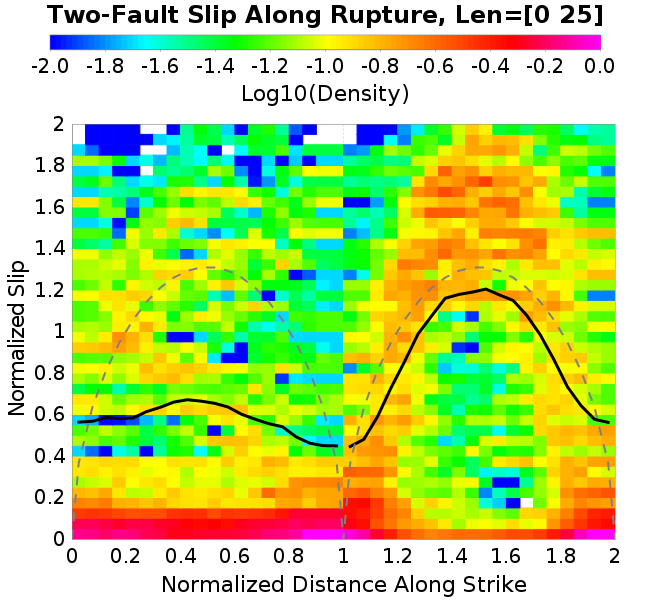 Two-Fault Slip Along Rupture, Len=[0 25]
-2.0 -1.8 -1.6 -1.4 -1.2 -1.0 -0.8 -0.6 -0.4 -0.2 0.0
Log10(Density)
2
1.8
1.6
1.4
1.2
1
0.8
0.6
0.4
0.2
0
Normalized Slip
0 0.2 0.4 0.6 0.8 1 1.2 1.4 1.6 1.8 2
Normalized Distance Along Strike